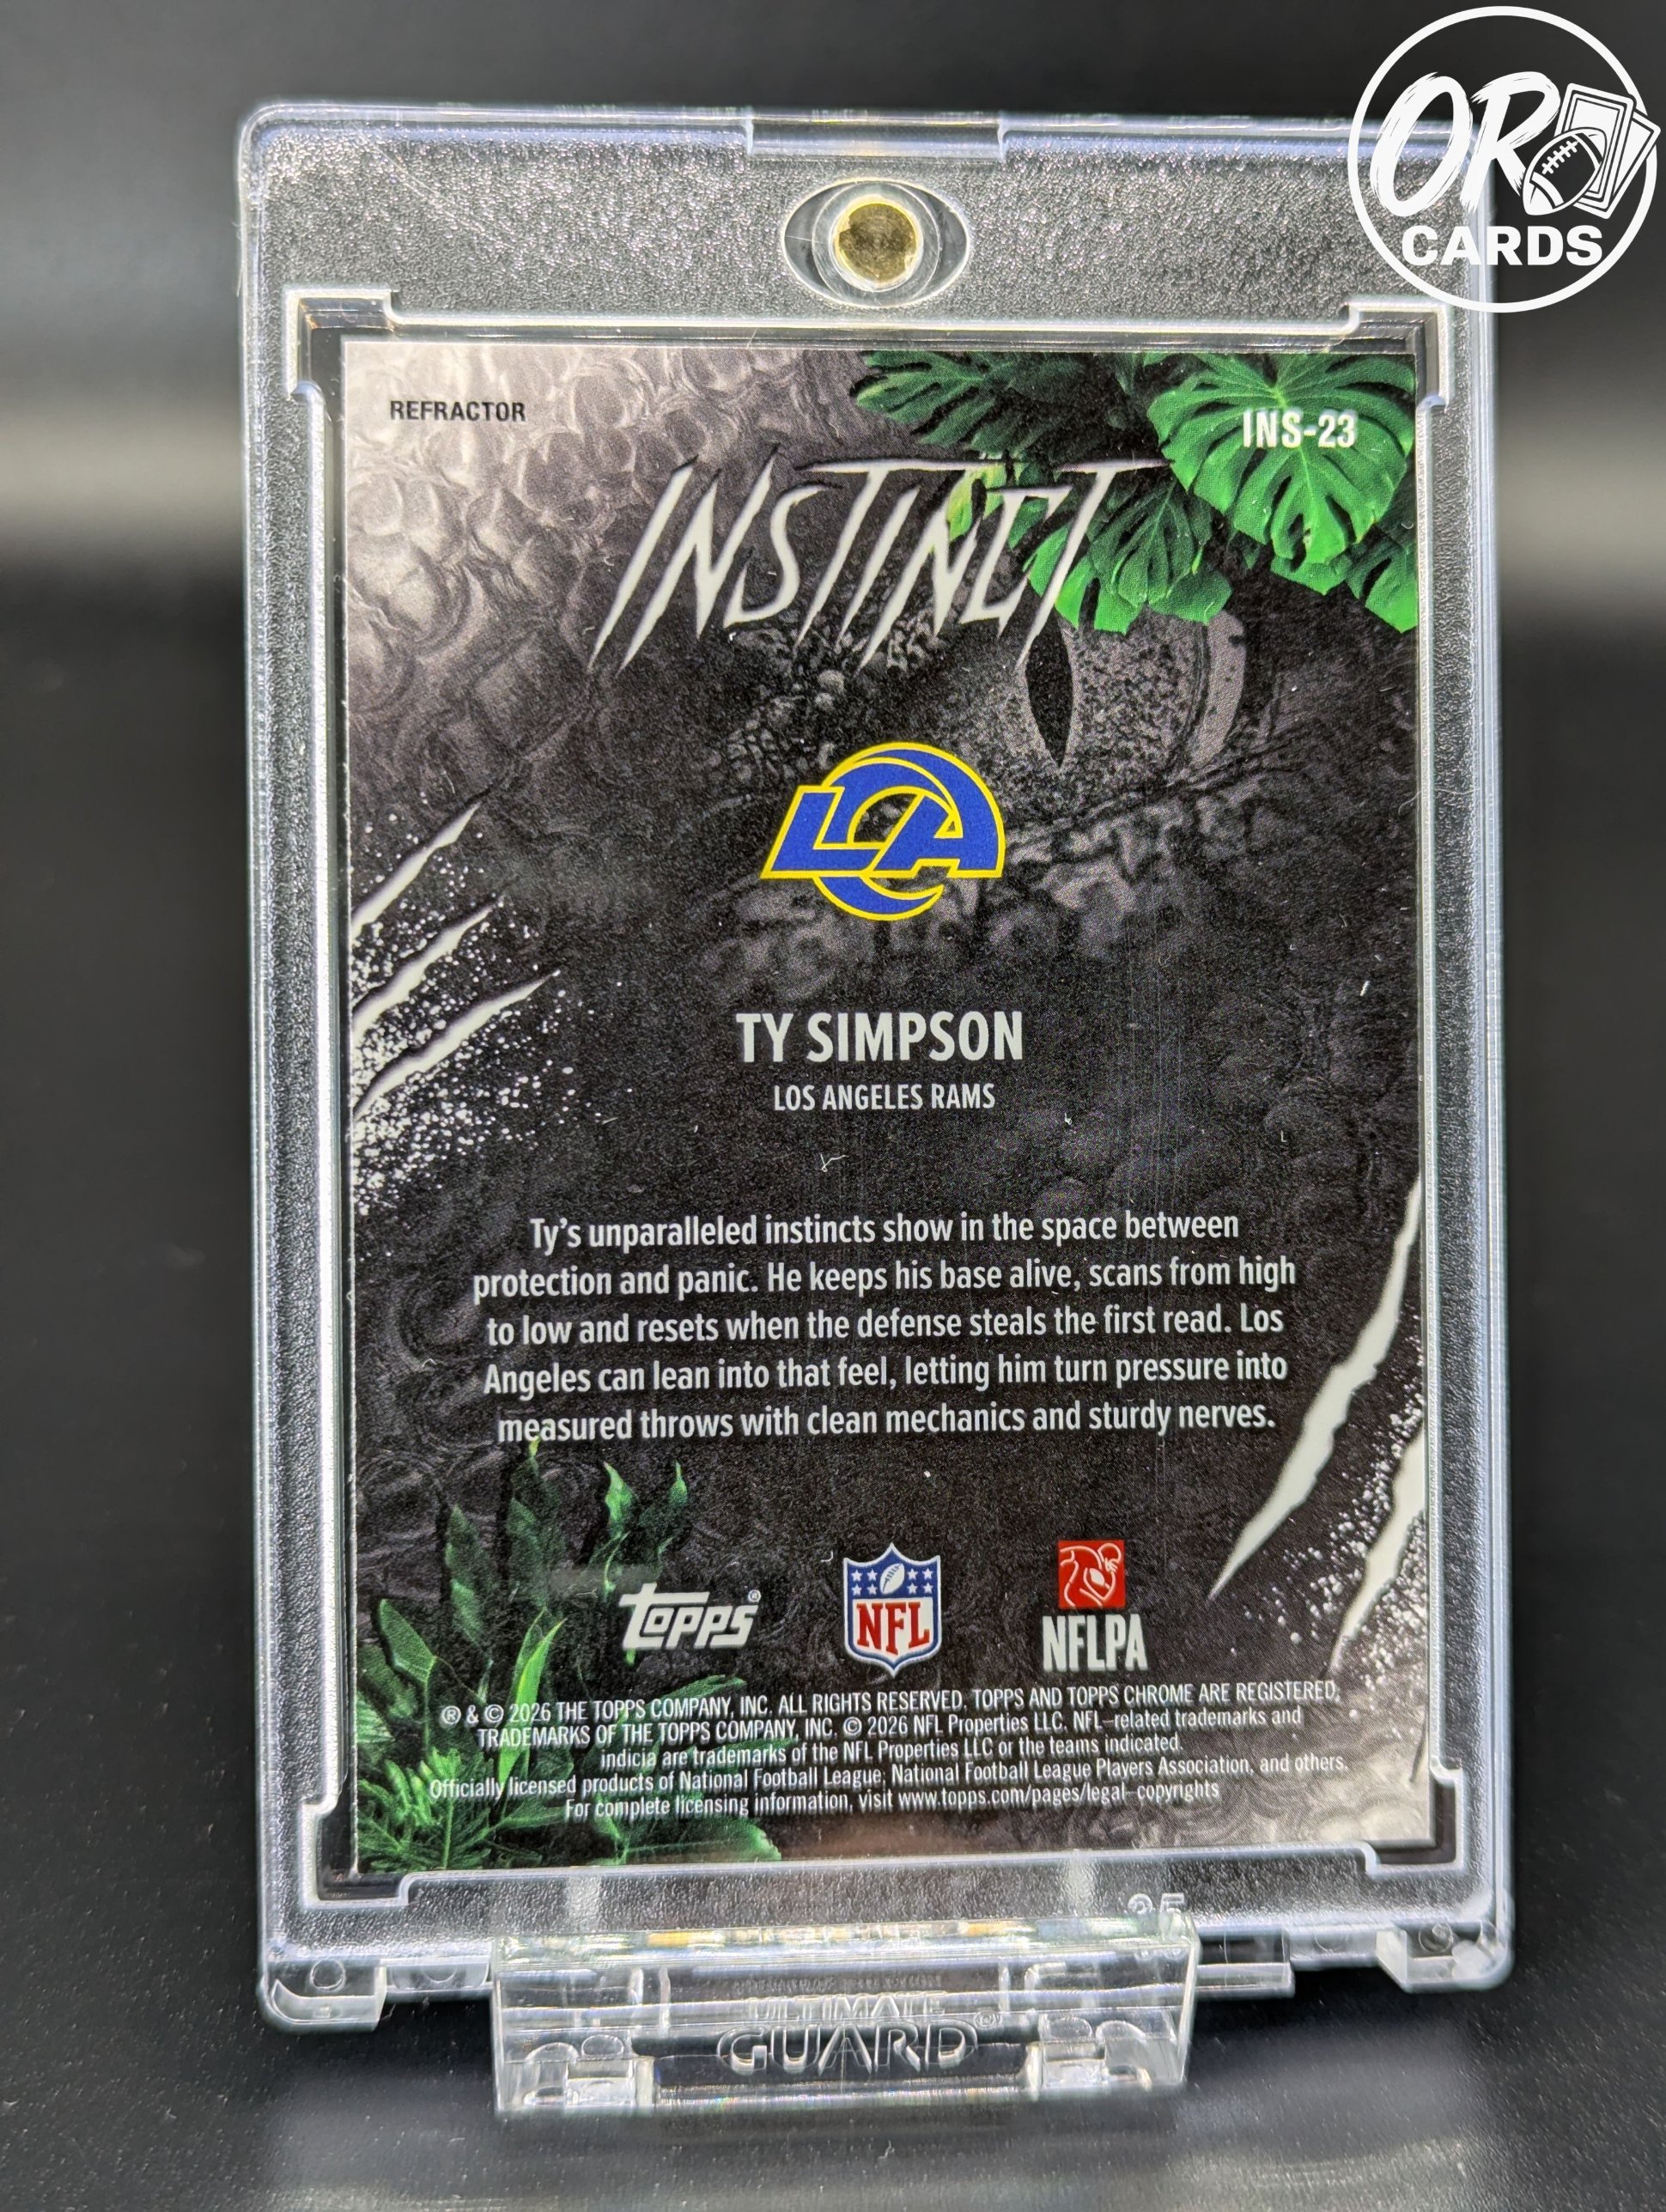 OR
CARDS
REFRACTOR
INS-23
INSTINCT
LA
TY SIMPSON
LOS ANGELES RAMS
Ty's unparalleled instincts show in the space between
protection and panic. He keeps his base alive, scans from high
to low and resets when the defense steals the first read. Los
Angeles can lean into that feel, letting him turn pressure into
measured throws with clean mechanics and sturdy nerves.
topps®
NFL
NFLPA
® & © 2026 THE TOPPS COMPANY, INC. ALL RIGHTS RESERVED. TOPPS AND TOPPS CHROME ARE REGISTERED
TRADEMARKS OF THE TOPPS COMPANY, INC. © 2026 NFL Properties LLC. NFL-related trademarks and
indicia are trademarks of the NFL Properties LLC or the teams indicated.
Officially licensed products of National Football League; National Football League Players Association, and others.
For complete licensing information, visit www.topps.com/pages/legal-copyrights
35
ULTIMATE
GUARD®